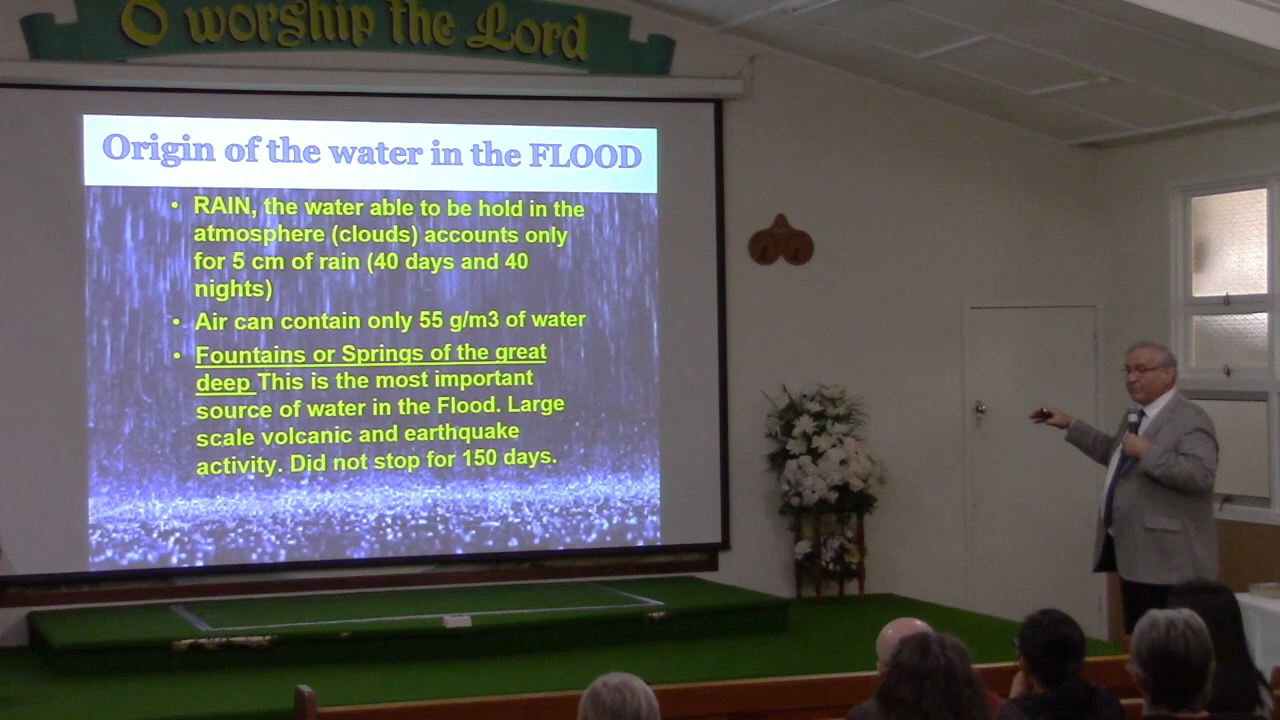 O worship the Lord
Origin of the water in the FLOOD
• RAIN, the water able to be hold in the
atmosphere (clouds) accounts only
for 5 cm of rain (40 days and 40
nights)
• Air can contain only 55 g/m3 of water
• Fountains or Springs of the great
deep This is the most important
source of water in the Flood. Large
scale volcanic and earthquake
activity. Did not stop for 150 days.